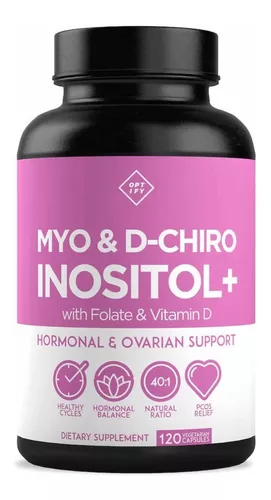 OPT
IFY
MYO & D-CHIRO
INOSITOL+
with Folate & Vitamin D
HORMONAL & OVARIAN SUPPORT
40:1
HEALTHY
CYCLES
HORMONAL
BALANCE
NATURAL
RATIO
PCOS
RELIEF
DIETARY SUPPLEMENT
120 VEGETARIAN
CAPSULES